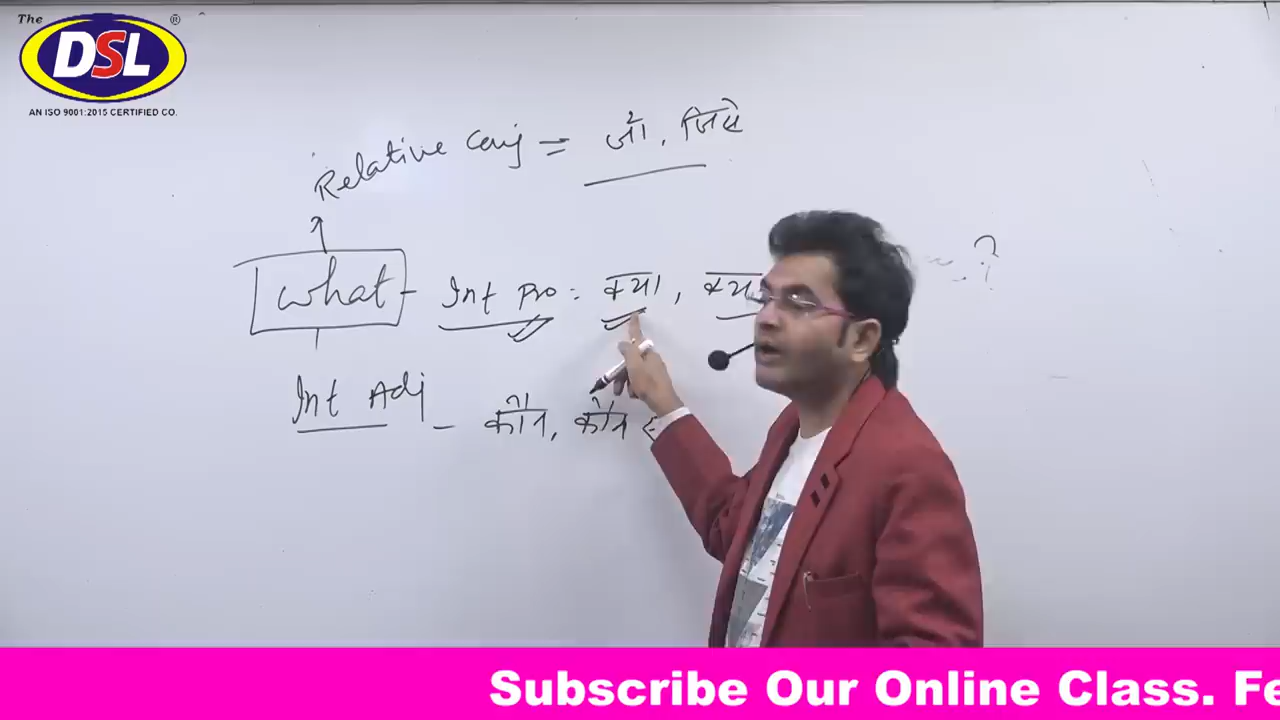 The
DSL
®
AN ISO 9001:2015 CERTIFIED CO.
Relative Conj = जो, जिसे
what - Int Pro : क्या,
?
Int Adj - कौन, कौन
Subscribe Our Online Class. Fe